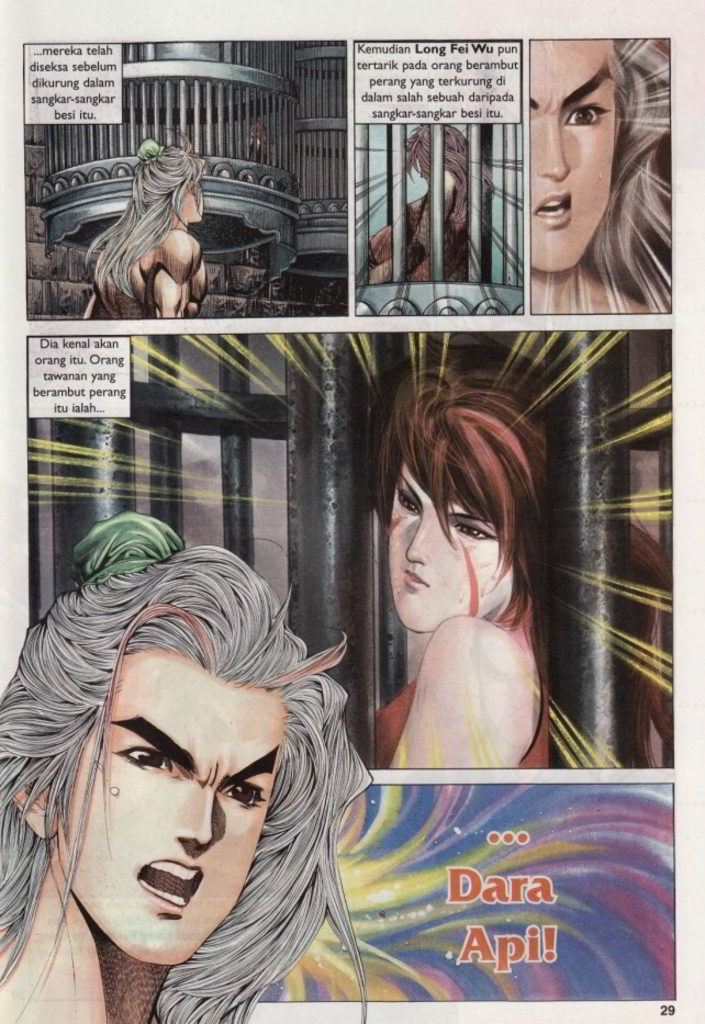 ...mereka telah
diseksa sebelum
dikurung dalam
sangkar-sangkar
besi itu.
Kemudian Long Fei Wu pun
tertarik pada orang berambut
perang yang terkurung di
dalam salah sebuah daripada
sangkar-sangkar besi itu.
Dia kenal akan
orang itu. Orang
tawanan yang
berambut perang
itu ialah...
...
Dara
Api!
29